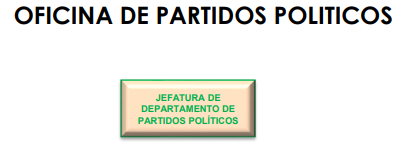 OFICINA DE PARTIDOS POLITICOS
JEFATURA DE
DEPARTAMENTO DE
PARTIDOS POLÍTICOS